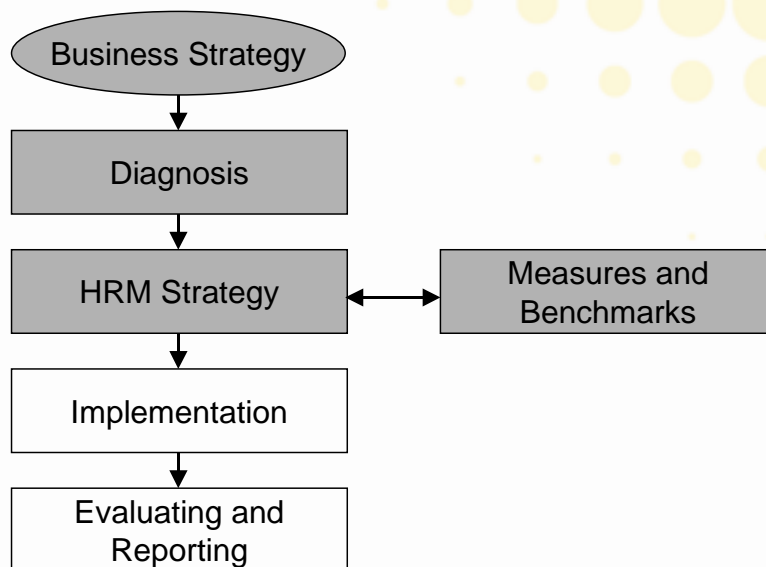 Business Strategy
Diagnosis
HRM Strategy
Measures and
Benchmarks
Implementation
Evaluating and
Reporting